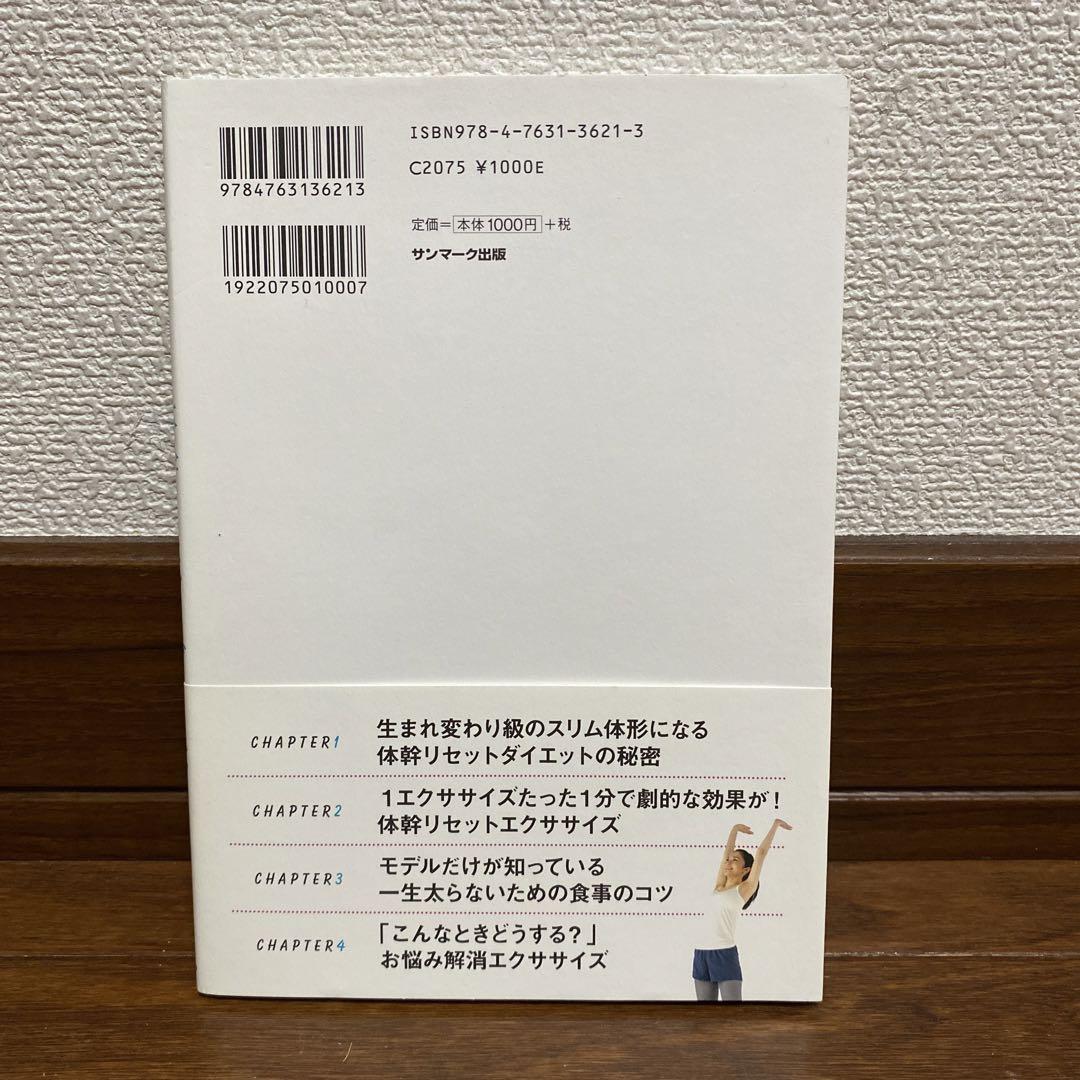 9784763136213
ISBN978-4-7631-3621-3
C2075 ¥1000E
1922075010007
定価=本体1000円+税
サンマーク出版
CHAPTER1
生まれ変わり級のスリム体形になる
体幹リセットダイエットの秘密
CHAPTER2
1エクササイズたった1分で劇的な効果が!
体幹リセットエクササイズ
CHAPTER3
モデルだけが知っている
一生太らないための食事のコツ
CHAPTER4
「こんなときどうする?」
お悩み解消エクササイズ